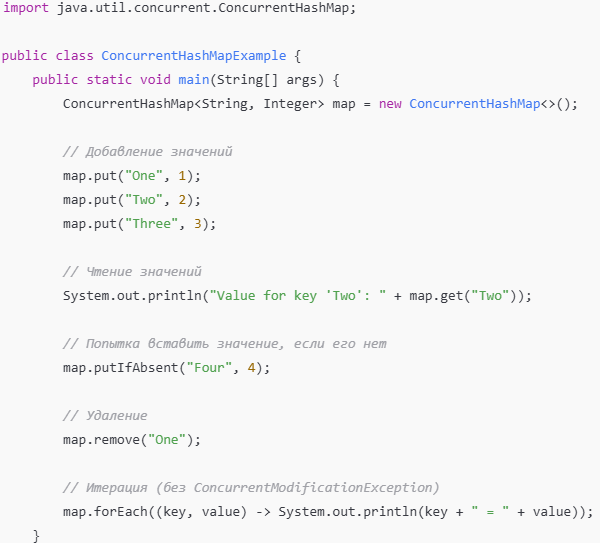 import java.util.concurrent.ConcurrentHashMap;

public class ConcurrentHashMapExample {
    public static void main(String[] args) {
        ConcurrentHashMap<String, Integer> map = new ConcurrentHashMap<>();

        // Добавление значений
        map.put("One", 1);
        map.put("Two", 2);
        map.put("Three", 3);

        // Чтение значений
        System.out.println("Value for key 'Two': " + map.get("Two"));

        // Попытка вставить значение, если его нет
        map.putIfAbsent("Four", 4);

        // Удаление
        map.remove("One");

        // Итерация (без ConcurrentModificationException)
        map.forEach((key, value) -> System.out.println(key + " = " + value));
    }